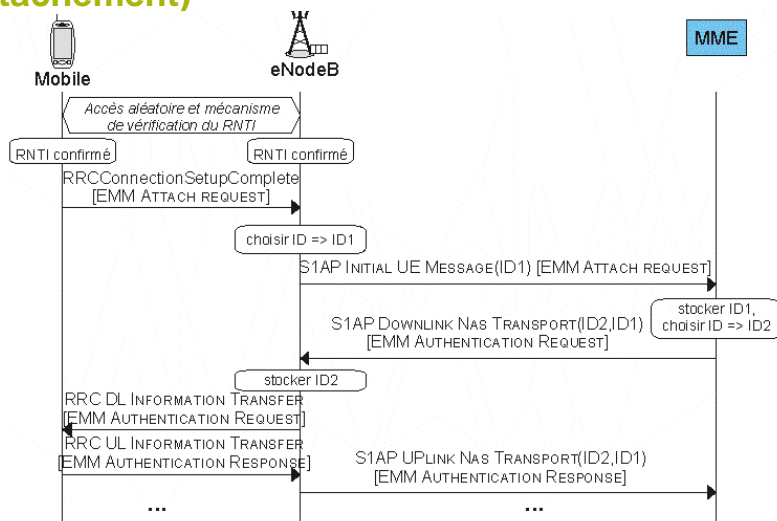 tachement)
MME
eNodeB
Mobile
Accès aléatoire et mécanisme
de vérification du RNTI
RNTI confirmé
RNTI confirmé
RRCConnectionSetupComplete
[EMM ATTACH REQUEST]
choisir ID => ID1
S1AP INITIAL UE MESSAGE(ID1) [EMM ATTACH REQUEST]
stocker ID1,
choisir ID => ID2
S1AP DOWNLINK NAS TRANSPORT(ID2,ID1)
[EMM AUTHENTICATION REQUEST]
stocker ID2
RRC DL INFORMATION TRANSFER
[EMM AUTHENTICATION REQUEST]
RRC UL INFORMATION TRANSFER
[EMM AUTHENTICATION RESPONSE]
S1AP UPLINK NAS TRANSPORT(ID2,ID1)
[EMM AUTHENTICATION RESPONSE]
...
...